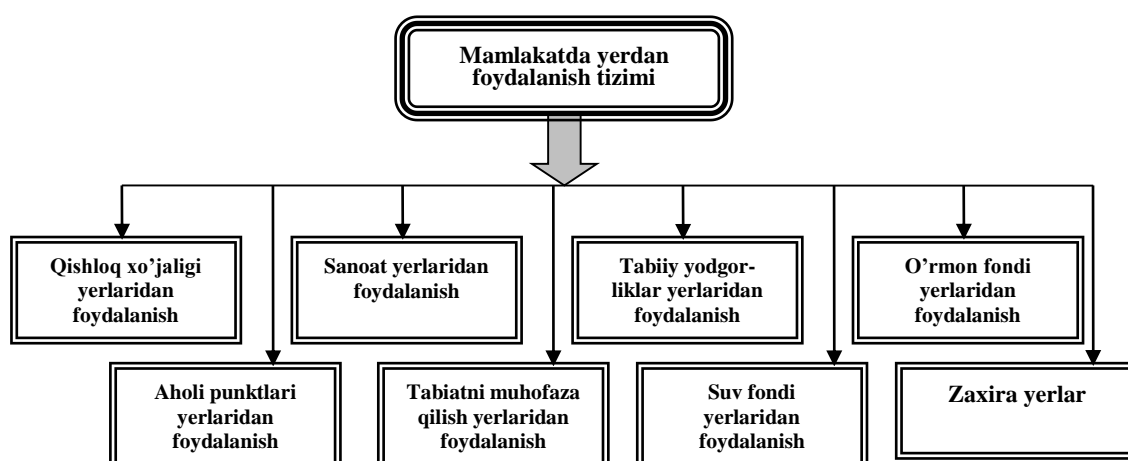 Mamlakatda yerdan
foydalanish tizimi
Qishloq xo’jaligi
yerlaridan
foydalanish
Sanoat yerlaridan
foydalanish
Tabiiy yodgor-
liklar yerlaridan
foydalanish
O’rmon fondi
yerlaridan
foydalanish
Aholi punktlari
yerlaridan
foydalanish
Tabiatni muhofaza
qilish yerlaridan
foydalanish
Suv fondi
yerlaridan
foydalanish
Zaxira yerlar